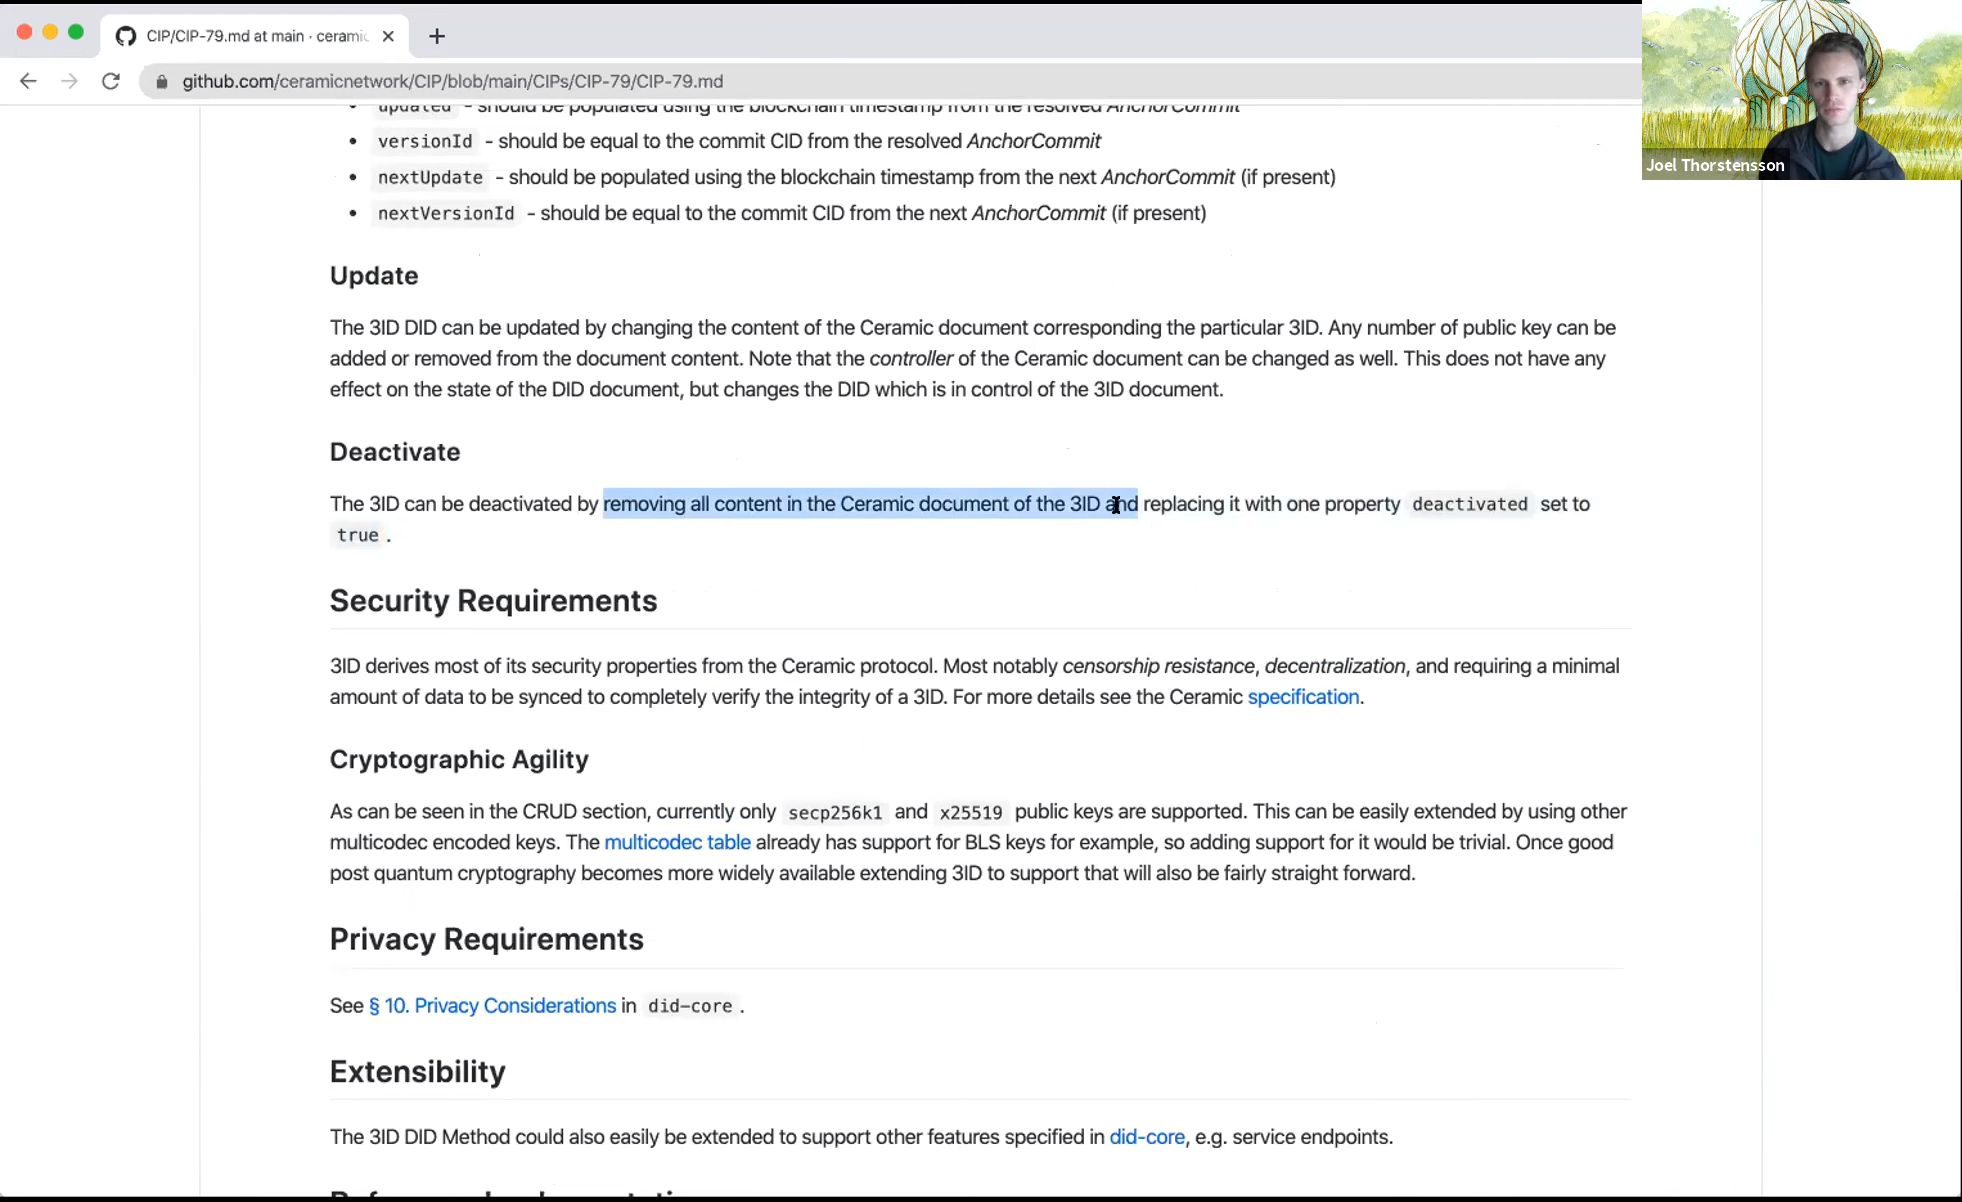 CIP/CIP-79.md at main · ceramic
github.com/ceramicnetwork/CIP/blob/main/CIPs/CIP-79/CIP-79.md
Joel Thorstensson
updated - should be populated using the blockchain timestamp from the resolved AnchorCommit
versionId - should be equal to the commit CID from the resolved AnchorCommit
nextUpdate - should be populated using the blockchain timestamp from the next AnchorCommit (if present)
nextVersionId - should be equal to the commit CID from the next AnchorCommit (if present)
Update
The 3ID DID can be updated by changing the content of the Ceramic document corresponding the particular 3ID. Any number of public key can be
added or removed from the document content. Note that the controller of the Ceramic document can be changed as well. This does not have any
effect on the state of the DID document, but changes the DID which is in control of the 3ID document.
Deactivate
The 3ID can be deactivated by removing all content in the Ceramic document of the 3ID and replacing it with one property deactivated set to
true .
Security Requirements
3ID derives most of its security properties from the Ceramic protocol. Most notably censorship resistance, decentralization, and requiring a minimal
amount of data to be synced to completely verify the integrity of a 3ID. For more details see the Ceramic specification.
Cryptographic Agility
As can be seen in the CRUD section, currently only secp256k1 and x25519 public keys are supported. This can be easily extended by using other
multicodec encoded keys. The multicodec table already has support for BLS keys for example, so adding support for it would be trivial. Once good
post quantum cryptography becomes more widely available extending 3ID to support that will also be fairly straight forward.
Privacy Requirements
See § 10. Privacy Considerations in did-core .
Extensibility
The 3ID DID Method could also easily be extended to support other features specified in did-core, e.g. service endpoints.